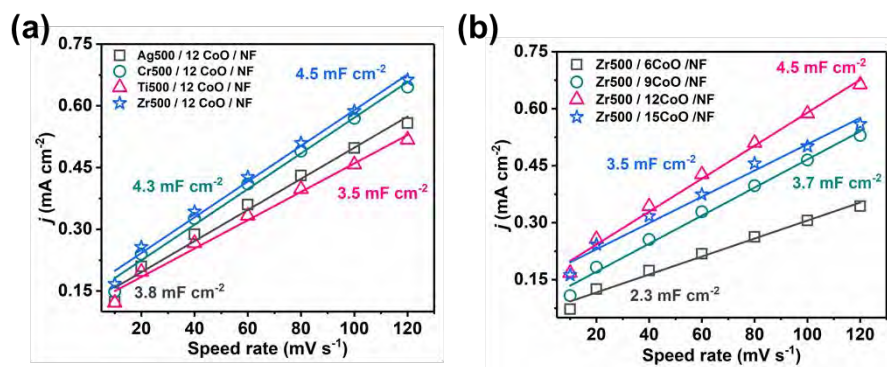 (a)
0.75
0.60
0.45
0.30
0.15
j (mA cm⁻²)
Ag500 / 12 CoO / NF
Cr500 / 12 CoO / NF
Ti500 / 12 CoO / NF
Zr500 / 12 CoO / NF
4.5 mF cm⁻²
4.3 mF cm⁻²
3.5 mF cm⁻²
3.8 mF cm⁻²
20 40 60 80 100 120
Speed rate (mV s⁻¹)
(b)
0.75
0.60
0.45
0.30
0.15
j (mA cm⁻²)
Zr500 / 6CoO /NF
Zr500 / 9CoO /NF
Zr500 / 12CoO /NF
Zr500 / 15CoO /NF
4.5 mF cm⁻²
3.5 mF cm⁻²
3.7 mF cm⁻²
2.3 mF cm⁻²
20 40 60 80 100 120
Speed rate (mV s⁻¹)